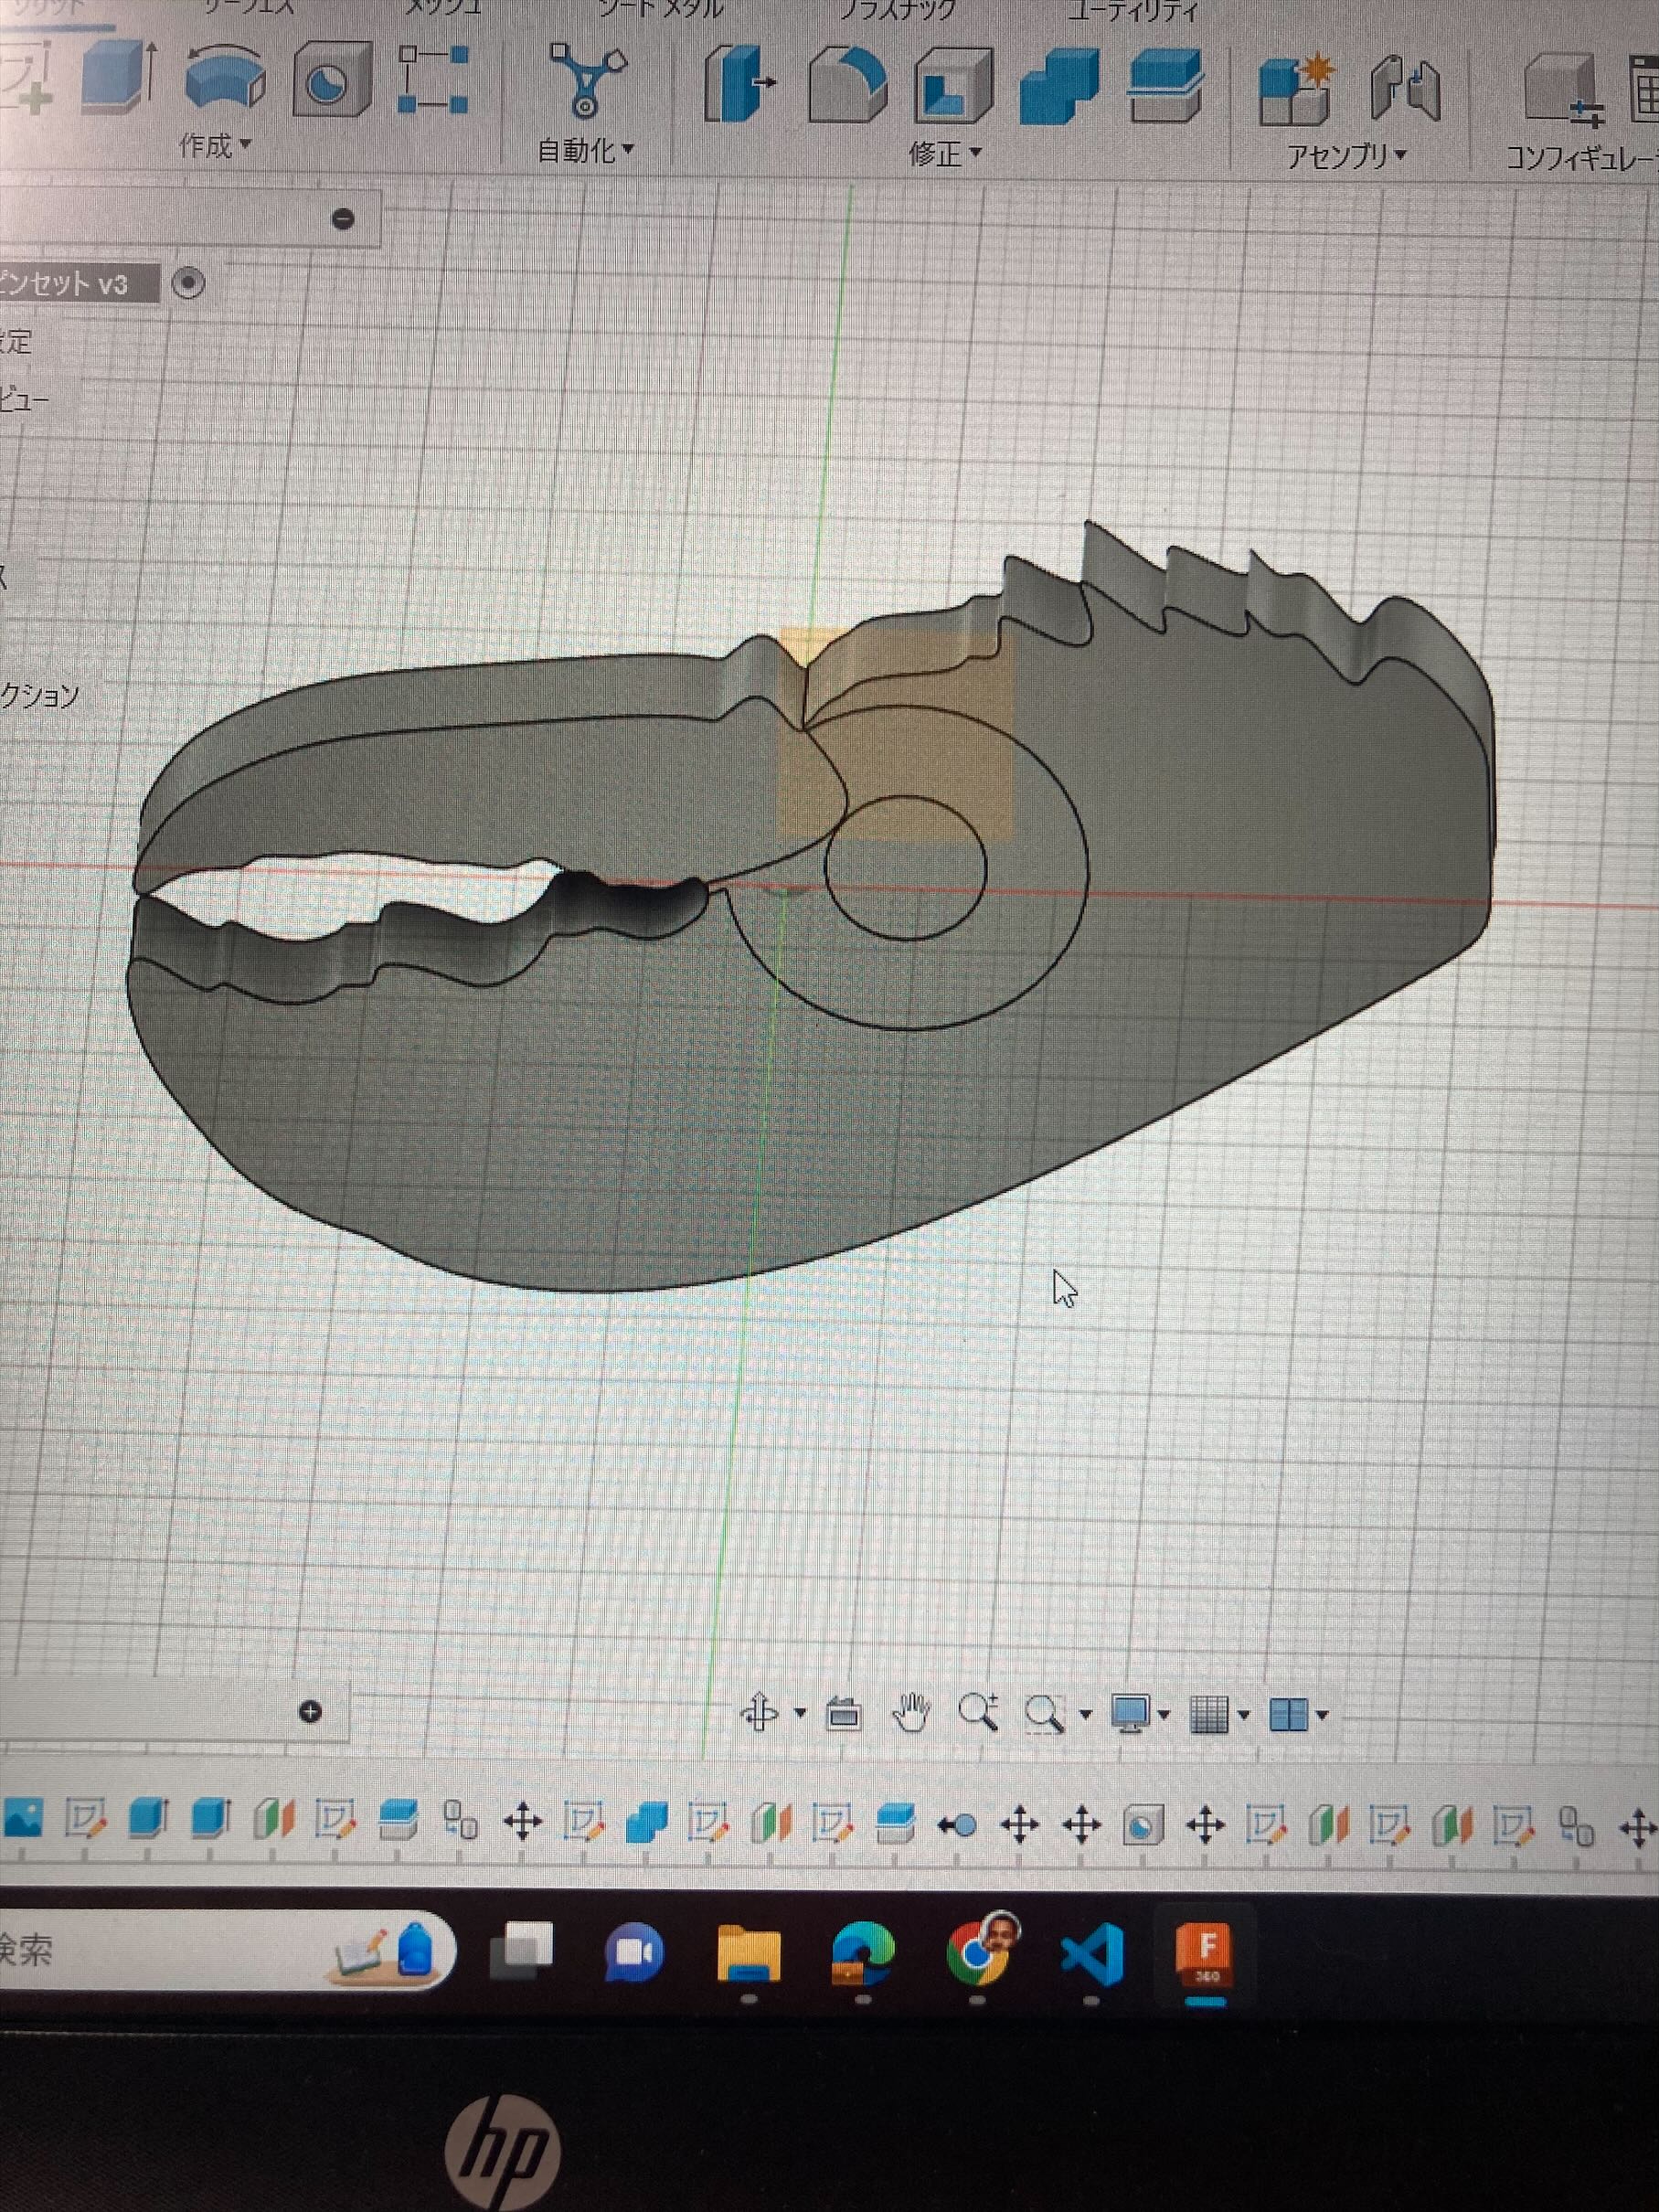 ソリッド サーフェス メッシュ シート メタル プラスチック ユーティリティ
作成 自動化 修正 アセンブリ コンフィギュレー
ピンセット v3
設定
ビュー
ス
クション
検索
F
360
hp